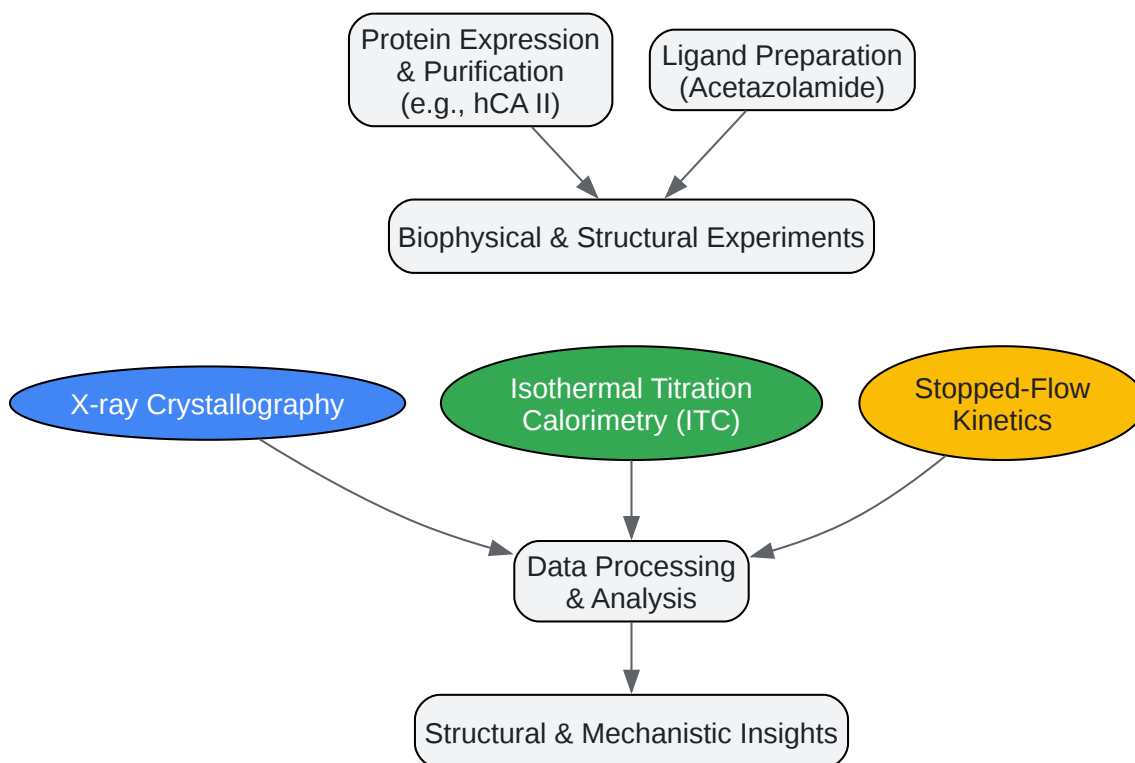 Protein Expression
& Purification
(e.g., hCA II)
Ligand Preparation
(Acetazolamide)
Biophysical & Structural Experiments
X-ray Crystallography
Isothermal Titration
Calorimetry (ITC)
Stopped-Flow
Kinetics
Data Processing
& Analysis
Structural & Mechanistic Insights